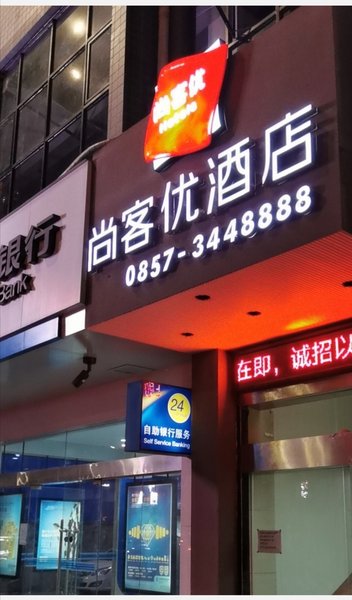 尚客优
尚客优酒店
0857-3448888
银行
Bank
在即，诚招以
24
自助银行服务
Self Service Banking